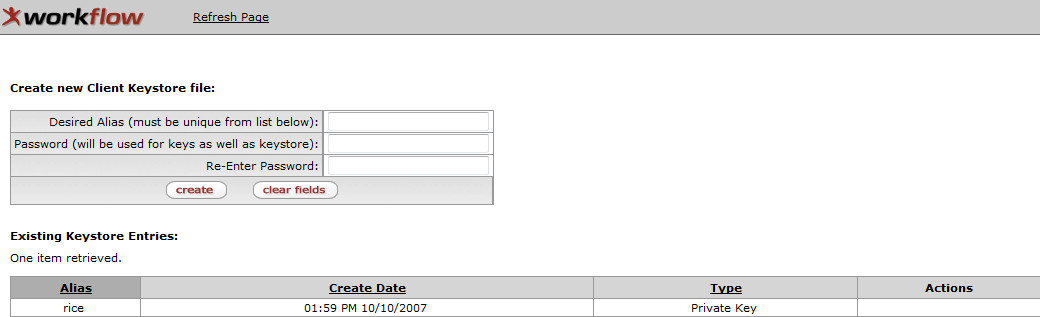 workflow Refresh Page
Create new Client Keystore file:
Desired Alias (must be unique from list below):
Password (will be used for keys as well as keystore):
Re-Enter Password:
create clear fields
Existing Keystore Entries:
One item retrieved.
Alias Create Date Type Actions
rice 01:59 PM 10/10/2007 Private Key